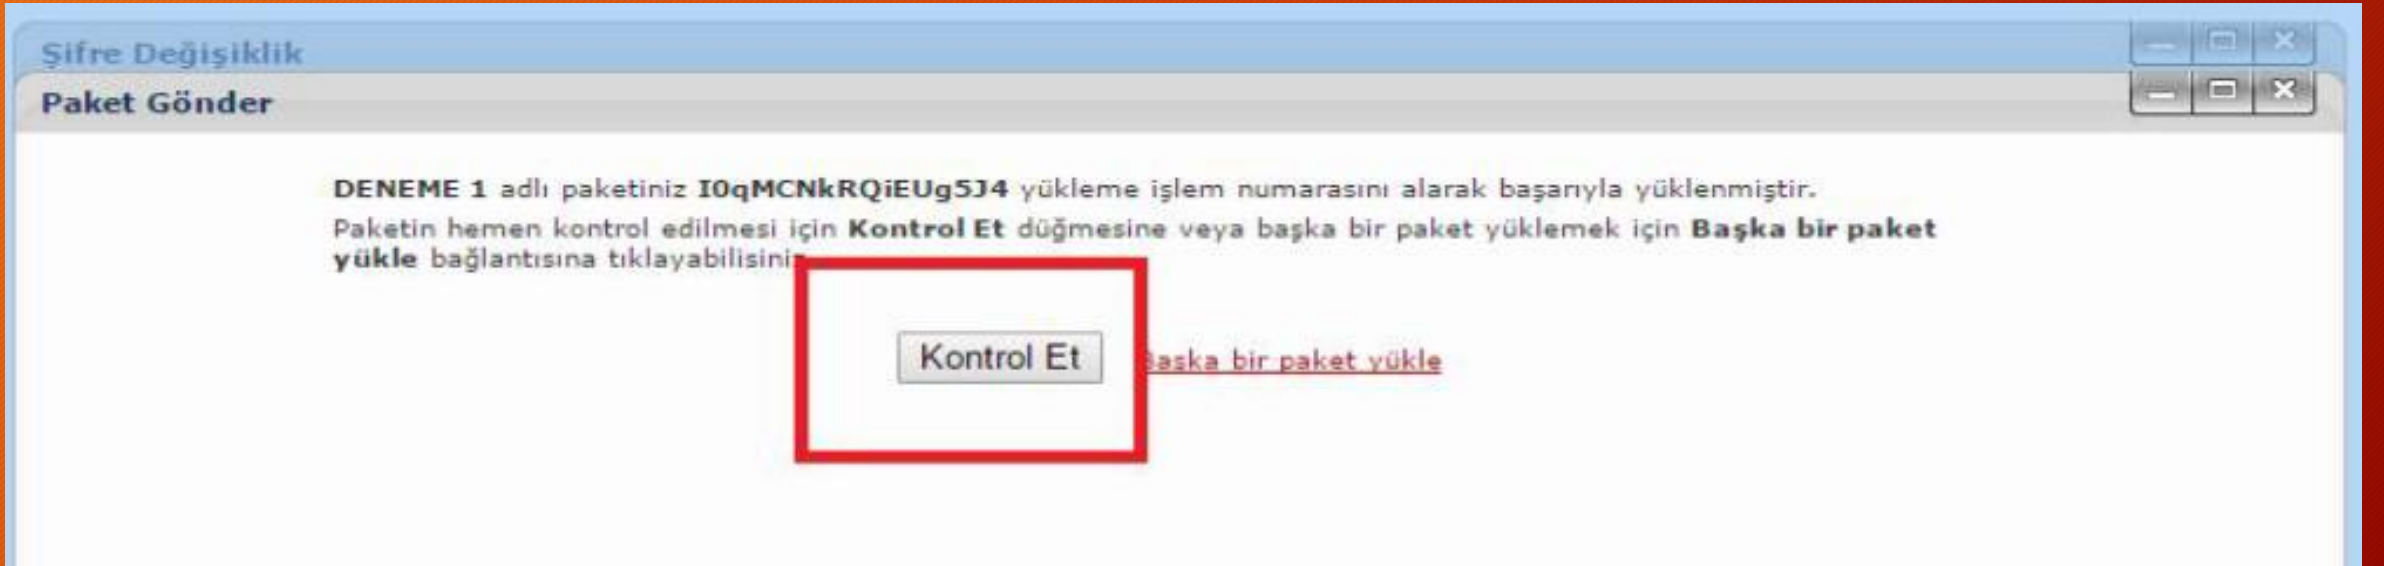 Şifre Değişiklik
Paket Gönder
DENEME 1 adlı paketiniz I0qMCNkRQiEUg5J4 yükleme işlem numarasını alarak başarıyla yüklenmiştir.
Paketin hemen kontrol edilmesi için Kontrol Et düğmesine veya başka bir paket yüklemek için Başka bir paket
yükle bağlantısına tıklayabilisiniz
Kontrol Et
Başka bir paket yükle